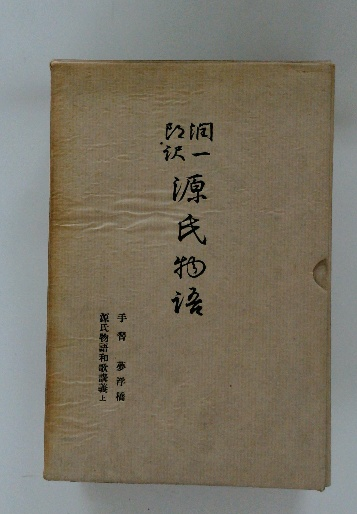 潤一
郎訳
源氏物語
手習 夢浮橋
源氏物語和歌講義上